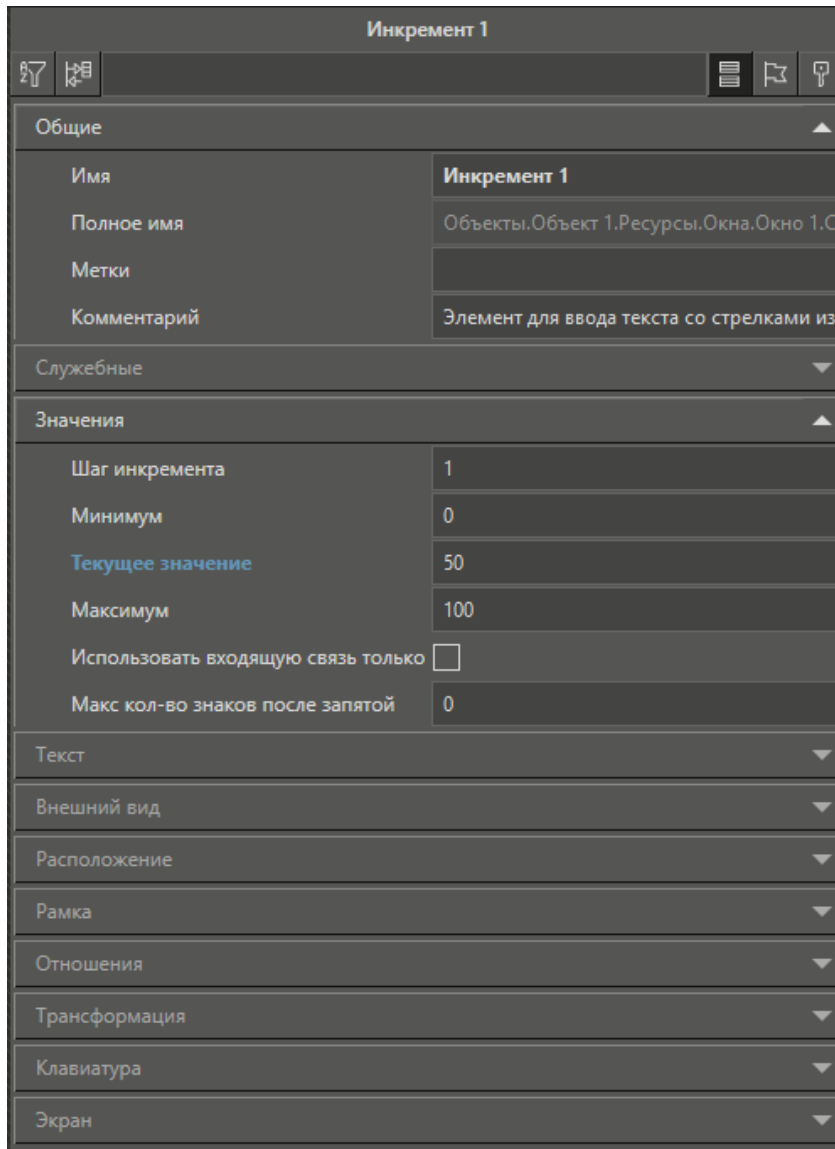 Инкремент 1
Общие
Имя Инкремент 1
Полное имя Объекты.Объект 1.Ресурсы.Окна.Окно 1.
Метки
Комментарий Элемент для ввода текста со стрелками из
Служебные
Значения
Шаг инкремента 1
Минимум 0
Текущее значение 50
Максимум 100
Использовать входящую связь только
Макс кол-во знаков после запятой 0
Текст
Внешний вид
Расположение
Рамка
Отношения
Трансформация
Клавиатура
Экран